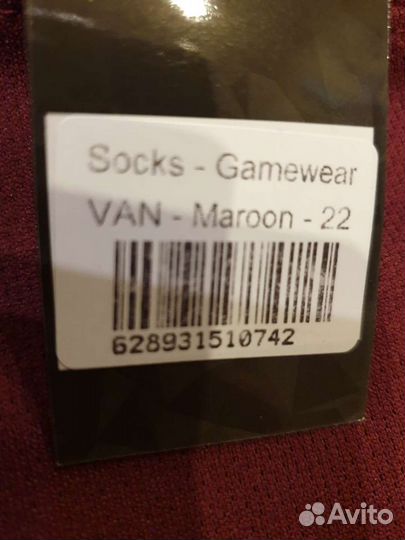 Socks - Gamewear
VAN - Maroon - 22
628931510742
Avito